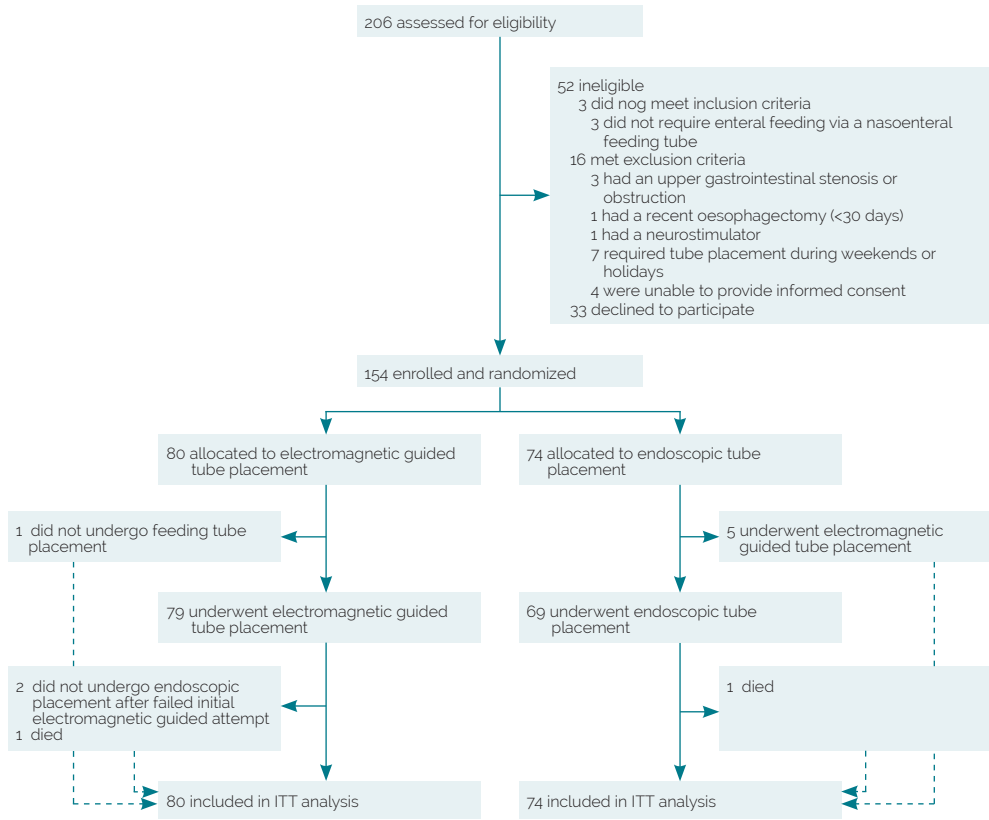 206 assessed for eligibility
52 ineligible
3 did nog meet inclusion criteria
3 did not require enteral feeding via a nasoenteral
feeding tube
16 met exclusion criteria
3 had an upper gastrointestinal stenosis or
obstruction
1 had a recent oesophagectomy (<30 days)
1 had a neurostimulator
7 required tube placement during weekends or
holidays
4 were unable to provide informed consent
33 declined to participate
154 enrolled and randomized
80 allocated to electromagnetic guided
tube placement
74 allocated to endoscopic tube
placement
1 did not undergo feeding tube
placement
5 underwent electromagnetic
guided tube placement
79 underwent electromagnetic guided
tube placement
69 underwent endoscopic tube
placement
2 did not undergo endoscopic
placement after failed initial
electromagnetic guided attempt
1 died
1 died
80 included in ITT analysis
74 included in ITT analysis